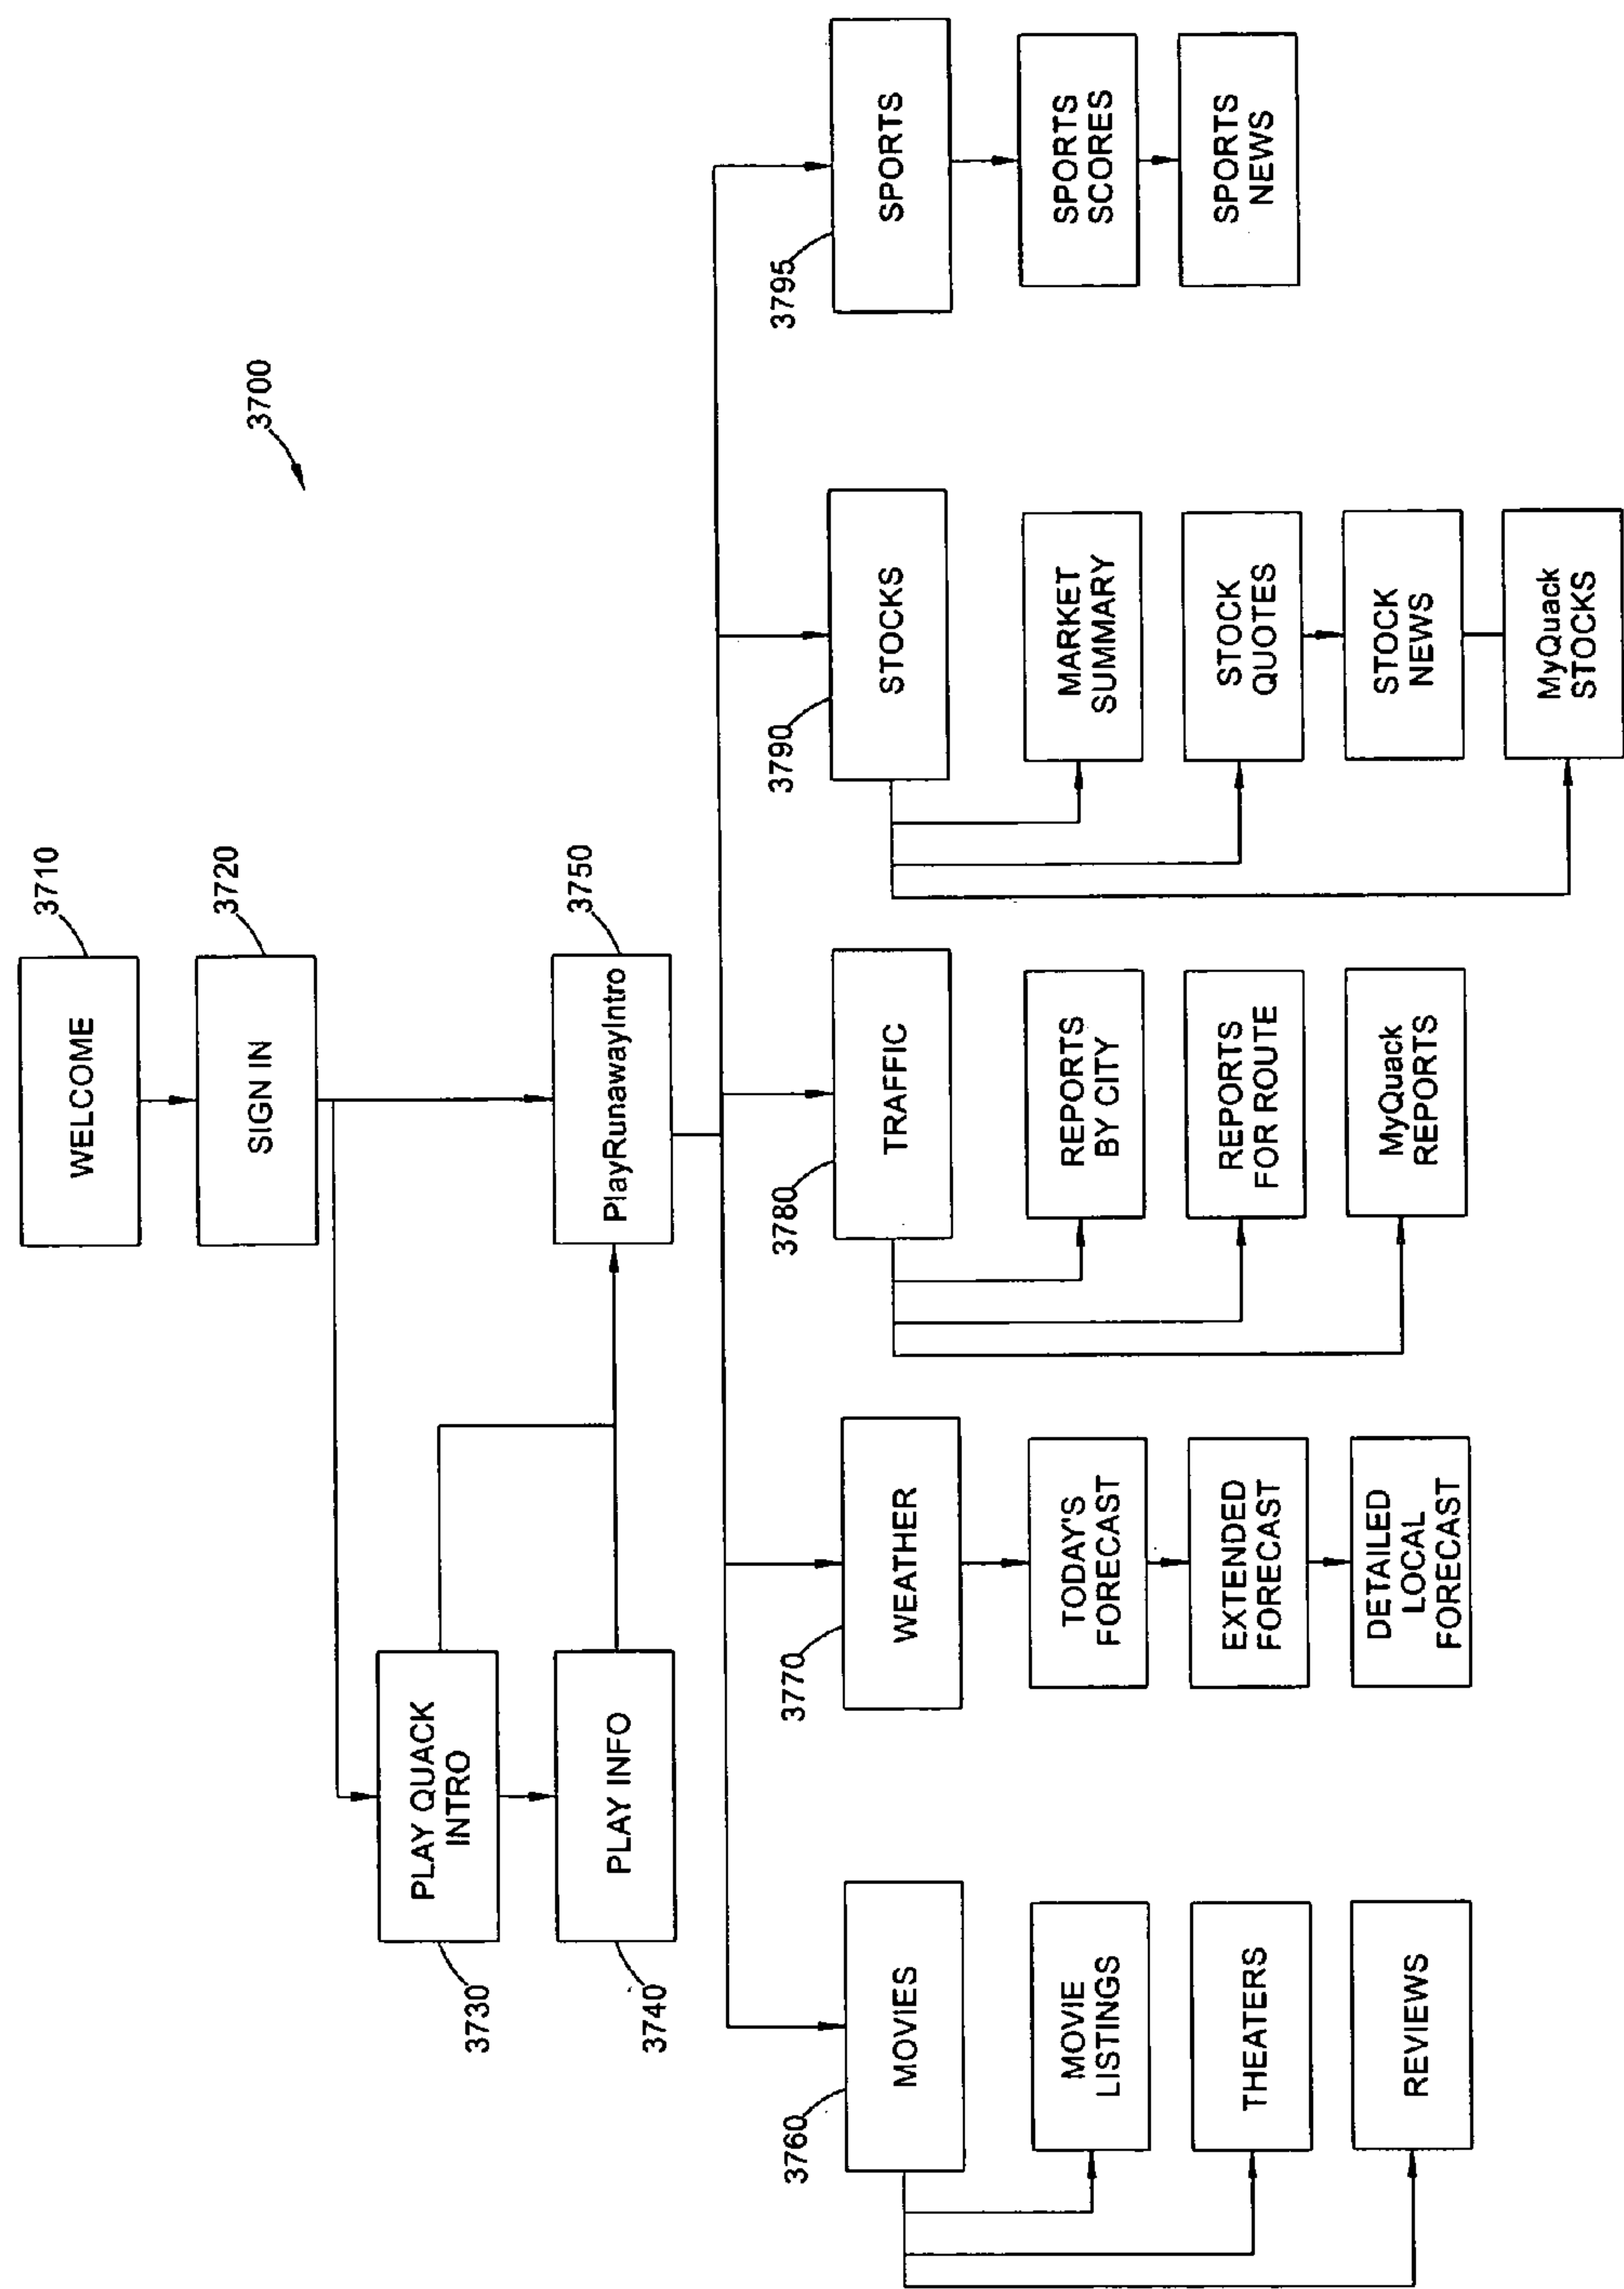 3700
WELCOME
3710
SIGN IN
3720
PLAY QUACK
INTRO
3730
PLAY INFO
3740
PlayRunawayIntro
3750
3760
MOVIES
MOVIE
LISTINGS
THEATERS
REVIEWS
3770
WEATHER
TODAY'S
FORECAST
EXTENDED
FORECAST
DETAILED
LOCAL
FORECAST
3780
TRAFFIC
REPORTS
BY CITY
REPORTS
FOR ROUTE
MyQuack
REPORTS
3790
STOCKS
MARKET
SUMMARY
STOCK
QUOTES
STOCK
NEWS
MyQuack
STOCKS
3795
SPORTS
SPORTS
SCORES
SPORTS
NEWS